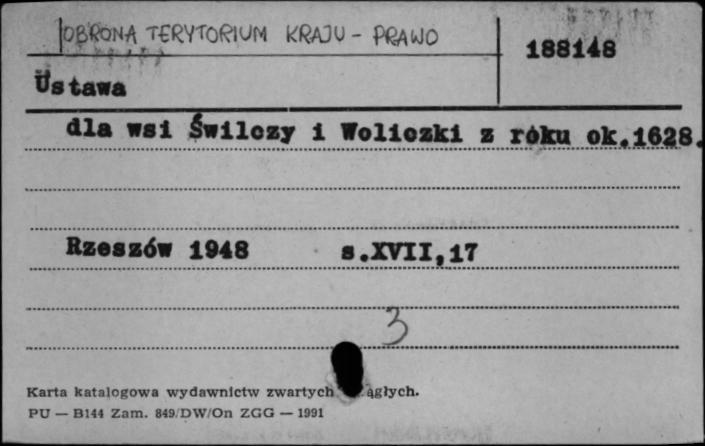 OBRONA TERYTORIUM KRAJU - PRAWO
188148
Ustawa
dla wsi Świlczy i Woliczki z roku ok.1628.
Rzeszów 1948 s.XVII,17
3
Karta katalogowa wydawnictw zwartych ągłych.
PU — B144 Zam. 849/DW/On ZGG — 1991